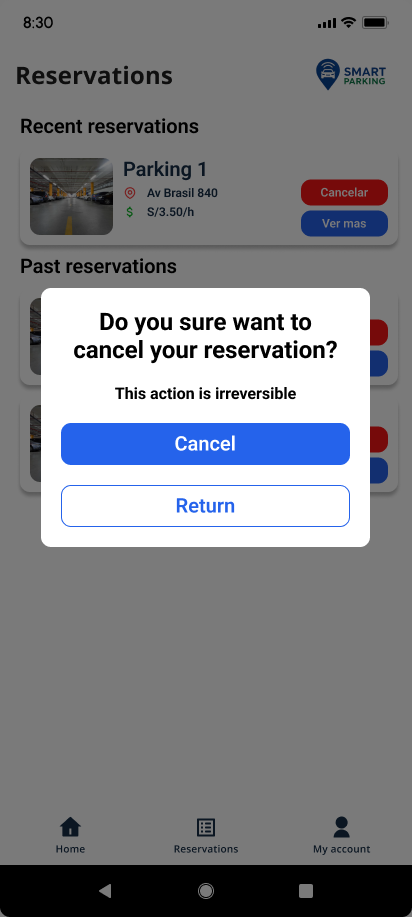 8:30
Reservations
SMART
PARKING
Recent reservations
Parking 1
Av Brasil 840
$ S/3.50/h
Cancelar
Ver mas
Past reservations
Do you sure want to
cancel your reservation?
This action is irreversible
Cancel
Return
Home
Reservations
My account